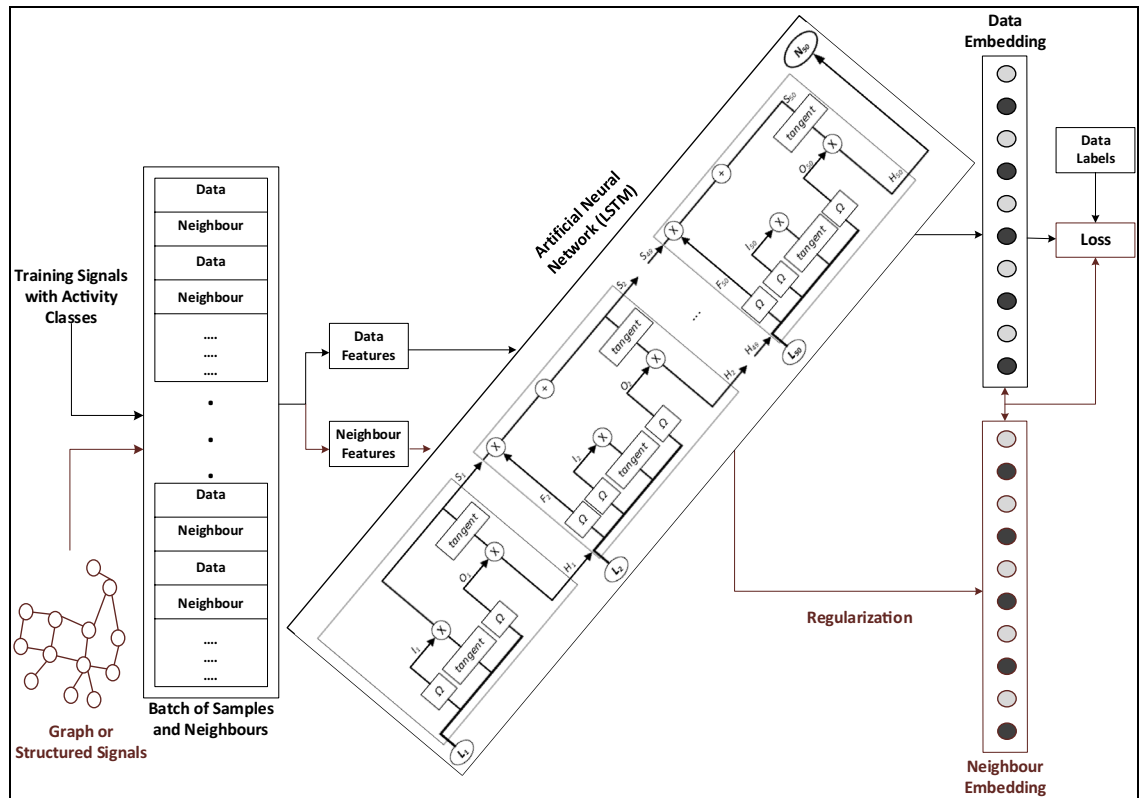 Training Signals
with Activity
Classes
Graph or
Structured Signals
Data
Neighbour
Data
Neighbour
....
....
....
Data
Neighbour
Data
Neighbour
....
....
....
Batch of Samples
and Neighbours
Data
Features
Neighbour
Features
Artificial Neural
Network (LSTM)
L1
Ω
tangent
Ω
I1
X
O1
X
tangent
S1
H1
L2
Ω
Ω
tangent
Ω
F2
I2
X
O2
X
X
+
tangent
S2
H2
...
S49
H49
L50
Ω
Ω
tangent
Ω
F50
I50
X
O50
X
X
+
tangent
S50
H50
N50
Regularization
Data
Embedding
Data
Labels
Loss
Neighbour
Embedding